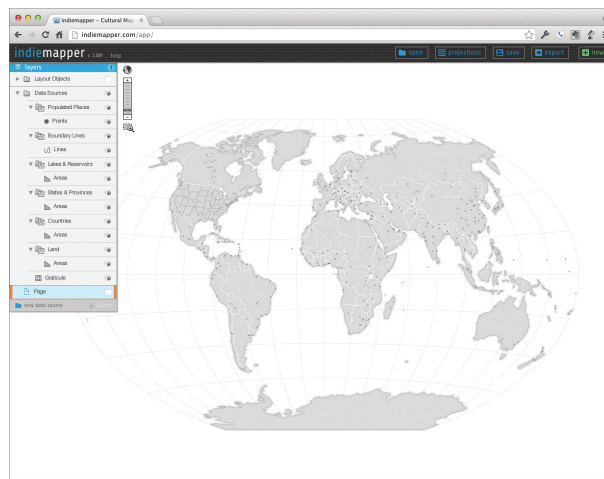 indiemapper – Cultural Map
indiemapper.com/app/
indiemapper v. 1.000 help
open
projections
save
export
new
layers
Layout Objects
Data Sources
Populated Places
Points
Boundary Lines
Lines
Lakes & Reservoirs
Areas
States & Provinces
Areas
Countries
Areas
Land
Areas
Graticule
Page
new data source